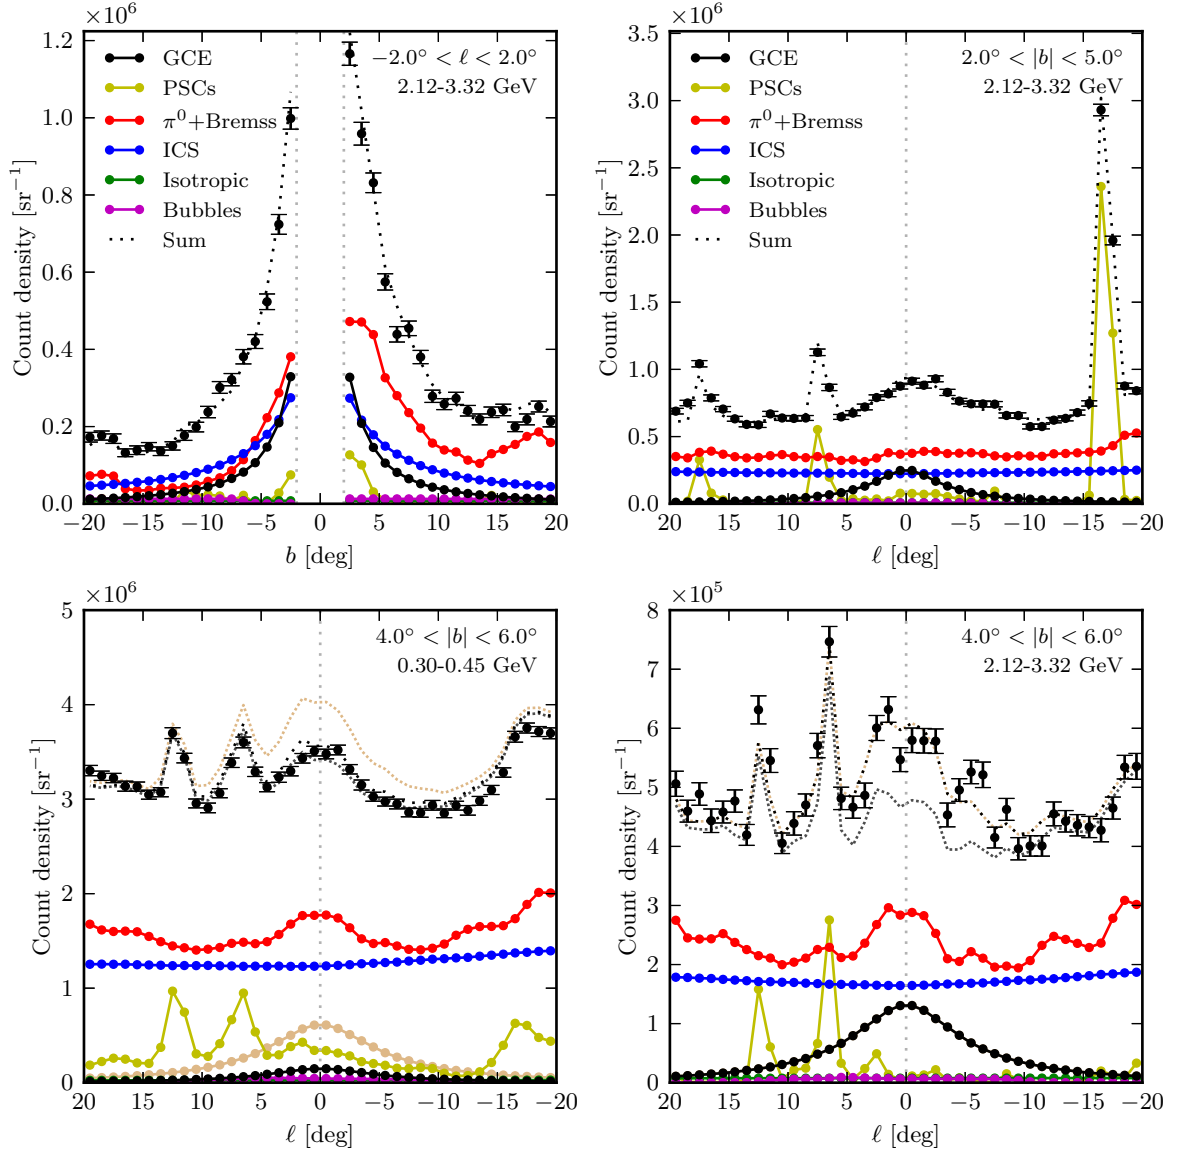 ×10⁶
Count density [sr⁻¹]
1.2
1.0
0.8
0.6
0.4
0.2
0.0
GCE
PSCs
π⁰+Bremss
ICS
Isotropic
Bubbles
Sum
−2.0° < ℓ < 2.0°
2.12-3.32 GeV
−20 −15 −10 −5 0 5 10 15 20
b [deg]
×10⁶
Count density [sr⁻¹]
3.5
3.0
2.5
2.0
1.5
1.0
0.5
0.0
GCE
PSCs
π⁰+Bremss
ICS
Isotropic
Bubbles
Sum
2.0° < |b| < 5.0°
2.12-3.32 GeV
20 15 10 5 0 −5 −10 −15 −20
ℓ [deg]
×10⁶
Count density [sr⁻¹]
5
4
3
2
1
0
4.0° < |b| < 6.0°
0.30-0.45 GeV
20 15 10 5 0 −5 −10 −15 −20
ℓ [deg]
×10⁵
Count density [sr⁻¹]
8
7
6
5
4
3
2
1
0
4.0° < |b| < 6.0°
2.12-3.32 GeV
20 15 10 5 0 −5 −10 −15 −20
ℓ [deg]